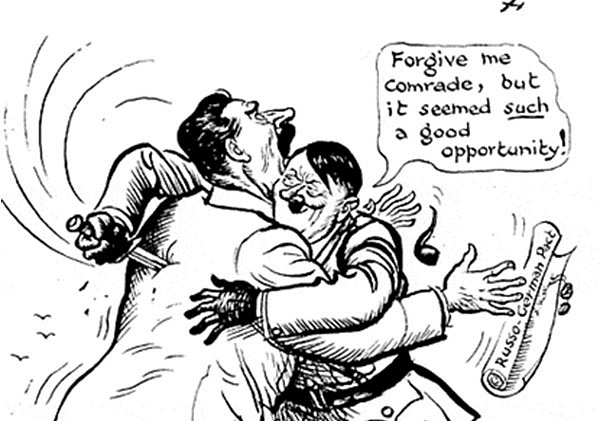 Forgive me
comrade, but
it seemed such
a good
opportunity!
Russo-German Pact